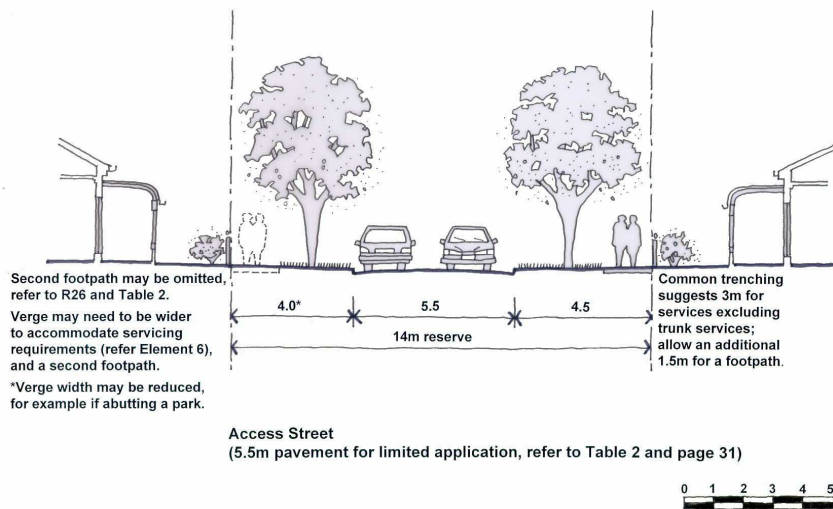 Second footpath may be omitted,
refer to R26 and Table 2.
Verge may need to be wider
to accommodate servicing
requirements (refer Element 6),
and a second footpath.
*Verge width may be reduced,
for example if abutting a park.
4.0*
5.5
4.5
14m reserve
Common trenching
suggests 3m for
services excluding
trunk services;
allow an additional
1.5m for a footpath.
Access Street
(5.5m pavement for limited application, refer to Table 2 and page 31)
0 1 2 3 4 5